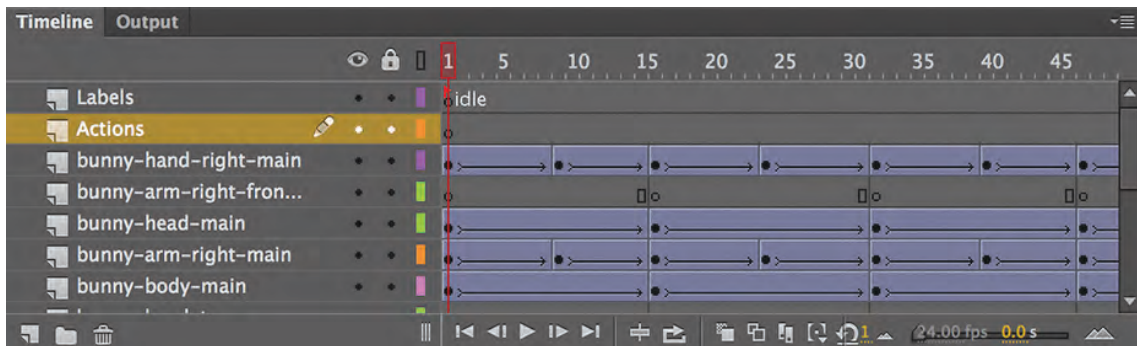 Timeline Output
1 5 10 15 20 25 30 35 40 45
Labels idle
Actions
bunny-hand-right-main
bunny-arm-right-fron...
bunny-head-main
bunny-arm-right-main
bunny-body-main
1 24.00 fps 0.0 s